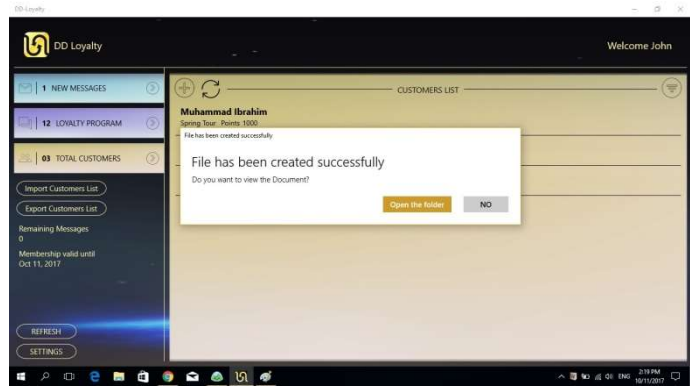 DD-Loyalty
DD Loyalty
Welcome John
1 NEW MESSAGES
12 LOYALTY PROGRAM
03 TOTAL CUSTOMERS
Import Customers List
Export Customers List
Remaining Messages
0
Membership valid until
Oct 11, 2017
REFRESH
SETTINGS
CUSTOMERS LIST
Muhammad Ibrahim
Spring Tour Points 1000
File has been created successfully
File has been created successfully
Do you want to view the Document?
Open the folder
NO
ENG
2:19 PM
10/11/2017